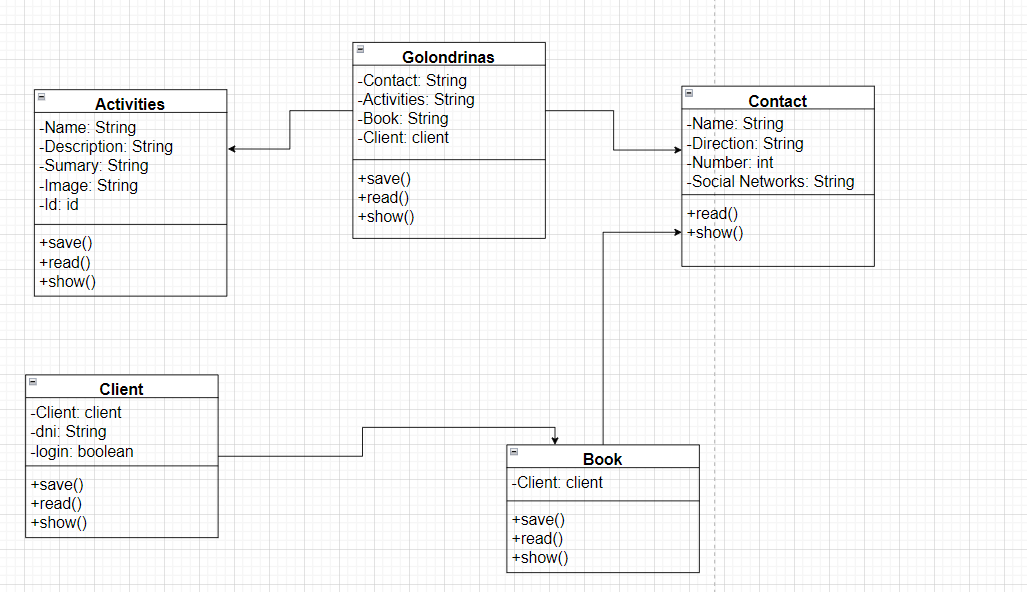 Golondrinas
-Contact: String
-Activities: String
-Book: String
-Client: client
+save()
+read()
+show()
Activities
-Name: String
-Description: String
-Sumary: String
-Image: String
-Id: id
+save()
+read()
+show()
Contact
-Name: String
-Direction: String
-Number: int
-Social Networks: String
+read()
+show()
Client
-Client: client
-dni: String
-login: boolean
+save()
+read()
+show()
Book
-Client: client
+save()
+read()
+show()